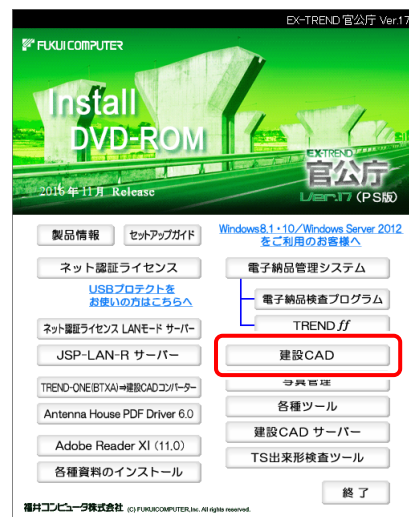 EX-TREND 官公庁 Ver.17
FUKUI COMPUTER
Install
DVD-ROM
EX-TREND
官公庁
Ver.17 (PS版)
2016年11月 Release
製品情報
セットアップガイド
Windows8.1・10／Windows Server 2012
をご利用のお客様へ
ネット認証ライセンス
USBプロテクトを
お使いの方はこちらへ
ネット認証ライセンス LANモード サーバー
JSP-LAN-R サーバー
TREND-ONE(BTXA)⇒建設CADコンバーター
Antenna House PDF Driver 6.0
Adobe Reader XI (11.0)
各種資料のインストール
電子納品管理システム
電子納品検査プログラム
TREND ff
建設CAD
写真管理
各種ツール
建設CAD サーバー
TS出来形検査ツール
終了
福井コンピュータ株式会社 (C) FUKUICOMPUTER,Inc. All rights reserved.